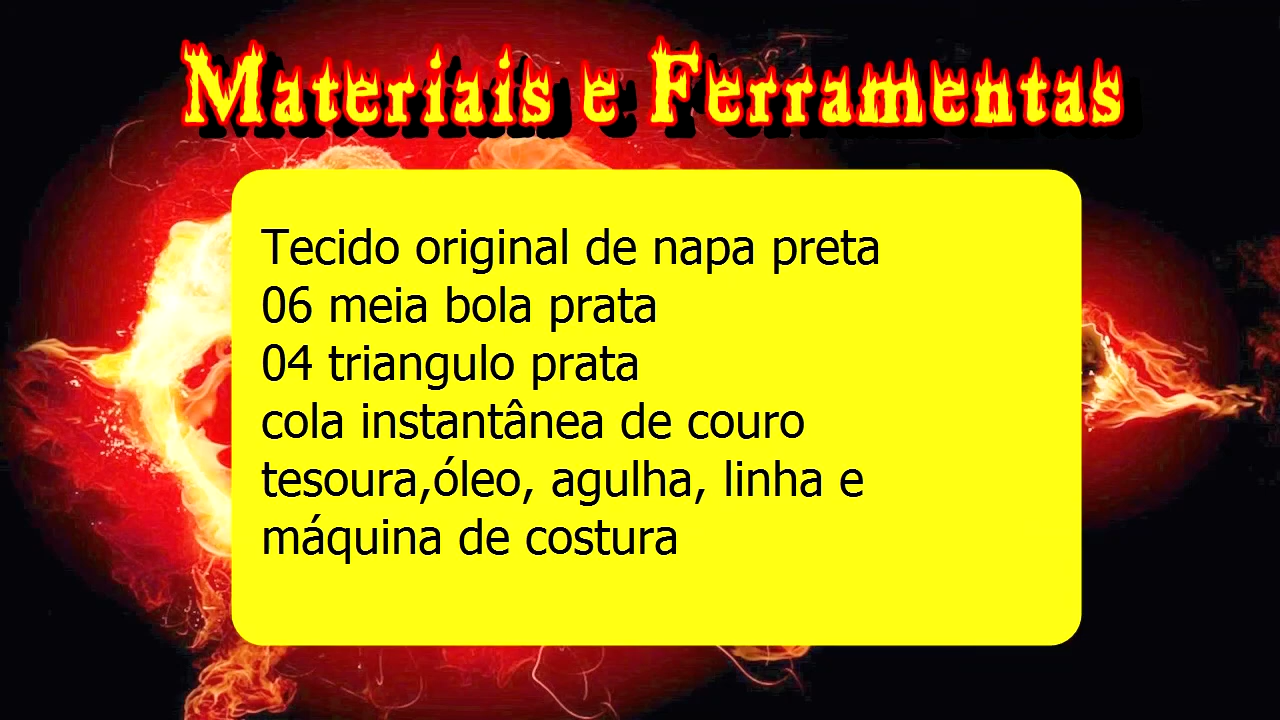 Materiais e Ferramentas
Tecido original de napa preta
06 meia bola prata
04 triangulo prata
cola instantânea de couro
tesoura,óleo, agulha, linha e
máquina de costura